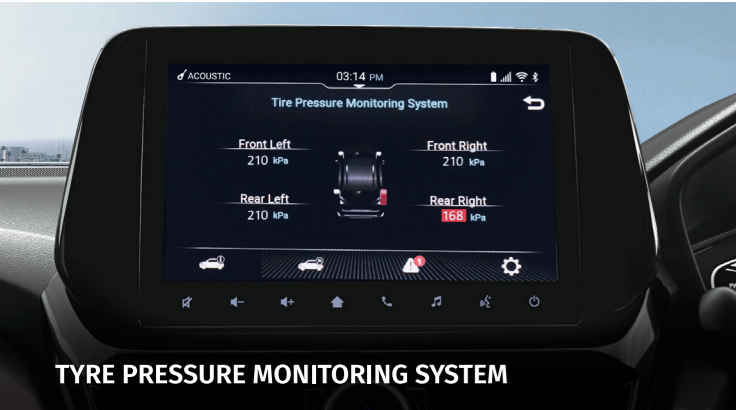 ACOUSTIC
03:14 PM
Tire Pressure Monitoring System
Front Left
210 kPa
Front Right
210 kPa
Rear Left
210 kPa
Rear Right
168 kPa
1
TYRE PRESSURE MONITORING SYSTEM